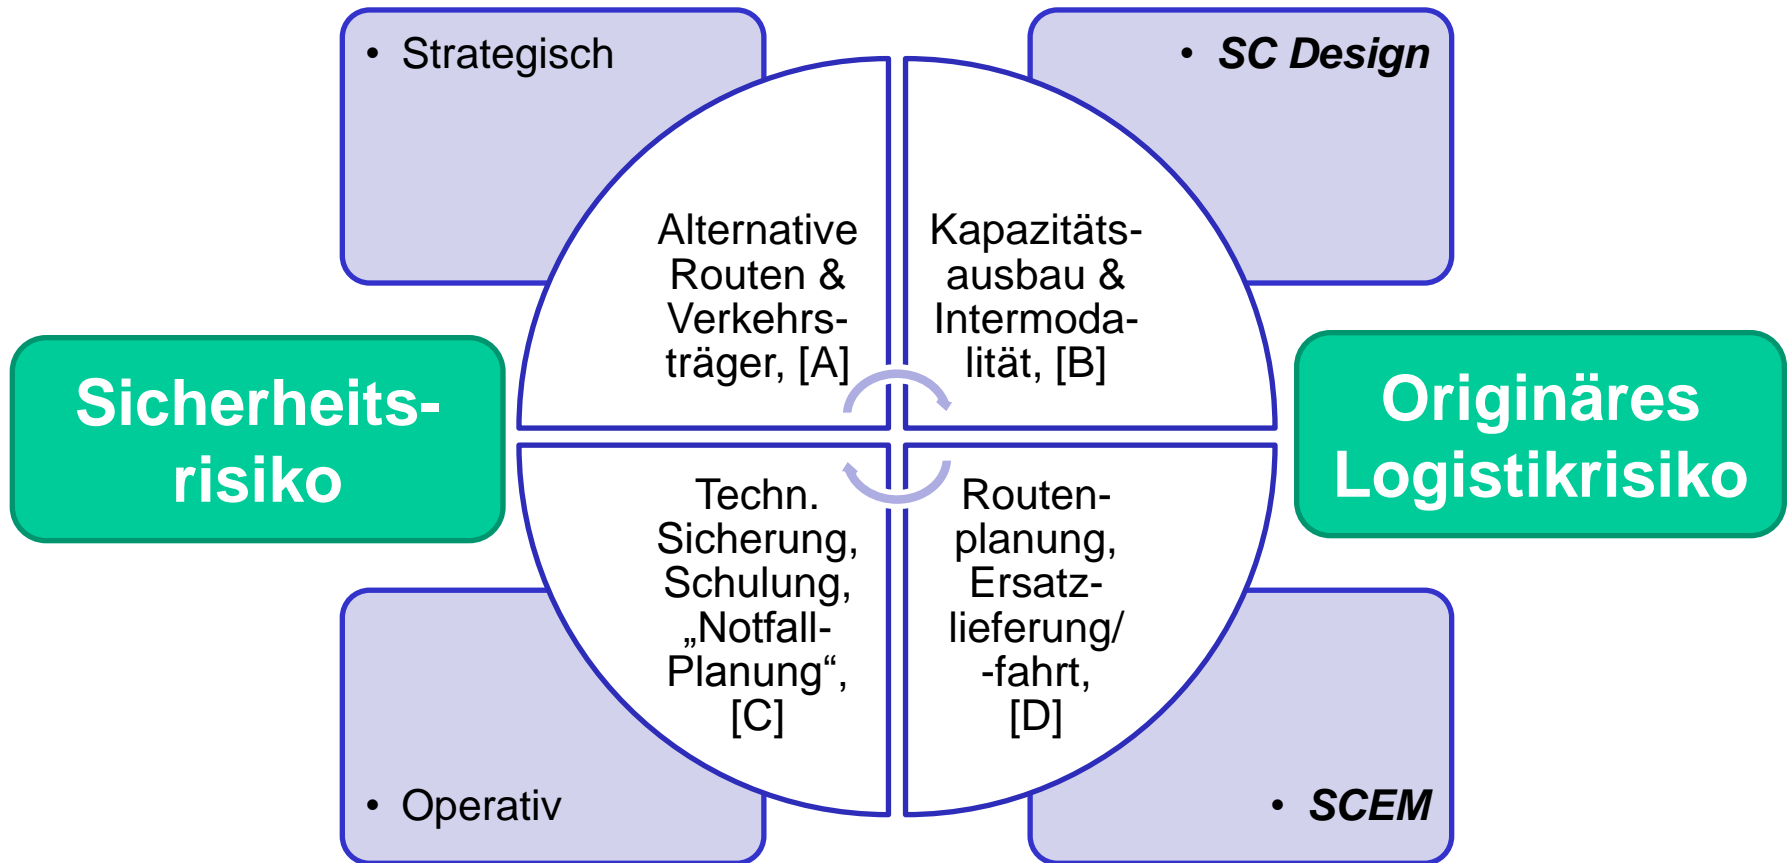 • Strategisch
• SC Design
Alternative
Routen &
Verkehrs-
träger, [A]
Kapazitäts-
ausbau &
Intermoda-
lität, [B]
Sicherheits-
risiko
Originäres
Logistikrisiko
Techn.
Sicherung,
Schulung,
„Notfall-
Planung“,
[C]
Routen-
planung,
Ersatz-
lieferung/
-fahrt,
[D]
• Operativ
• SCEM